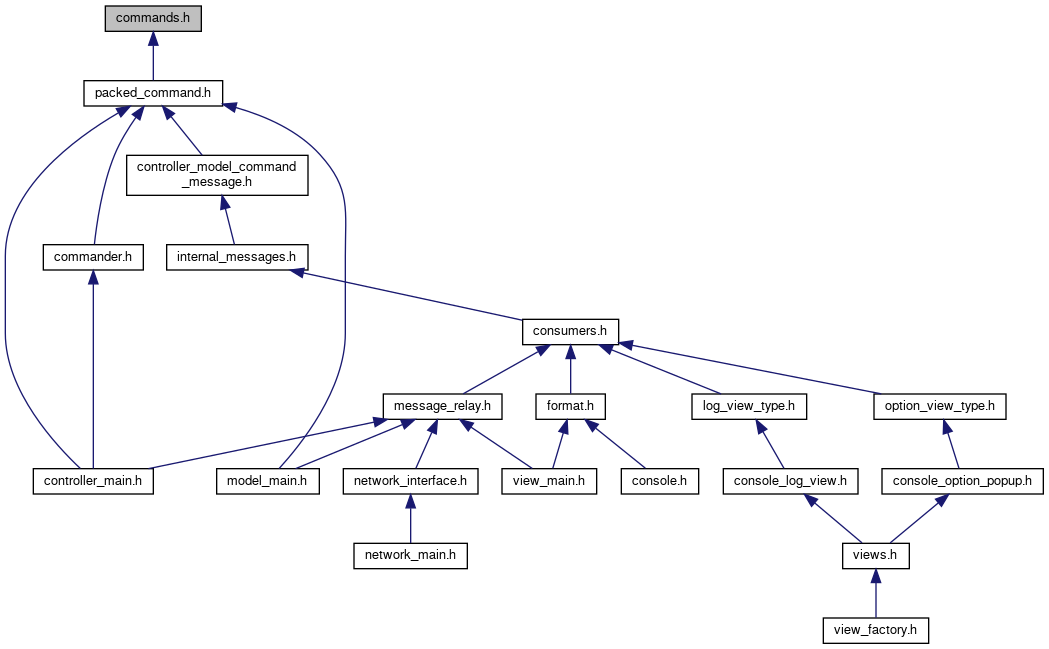 commands.h
packed_command.h
controller_model_command
_message.h
commander.h
internal_messages.h
consumers.h
message_relay.h
format.h
log_view_type.h
option_view_type.h
controller_main.h
model_main.h
network_interface.h
view_main.h
console.h
console_log_view.h
console_option_popup.h
network_main.h
views.h
view_factory.h